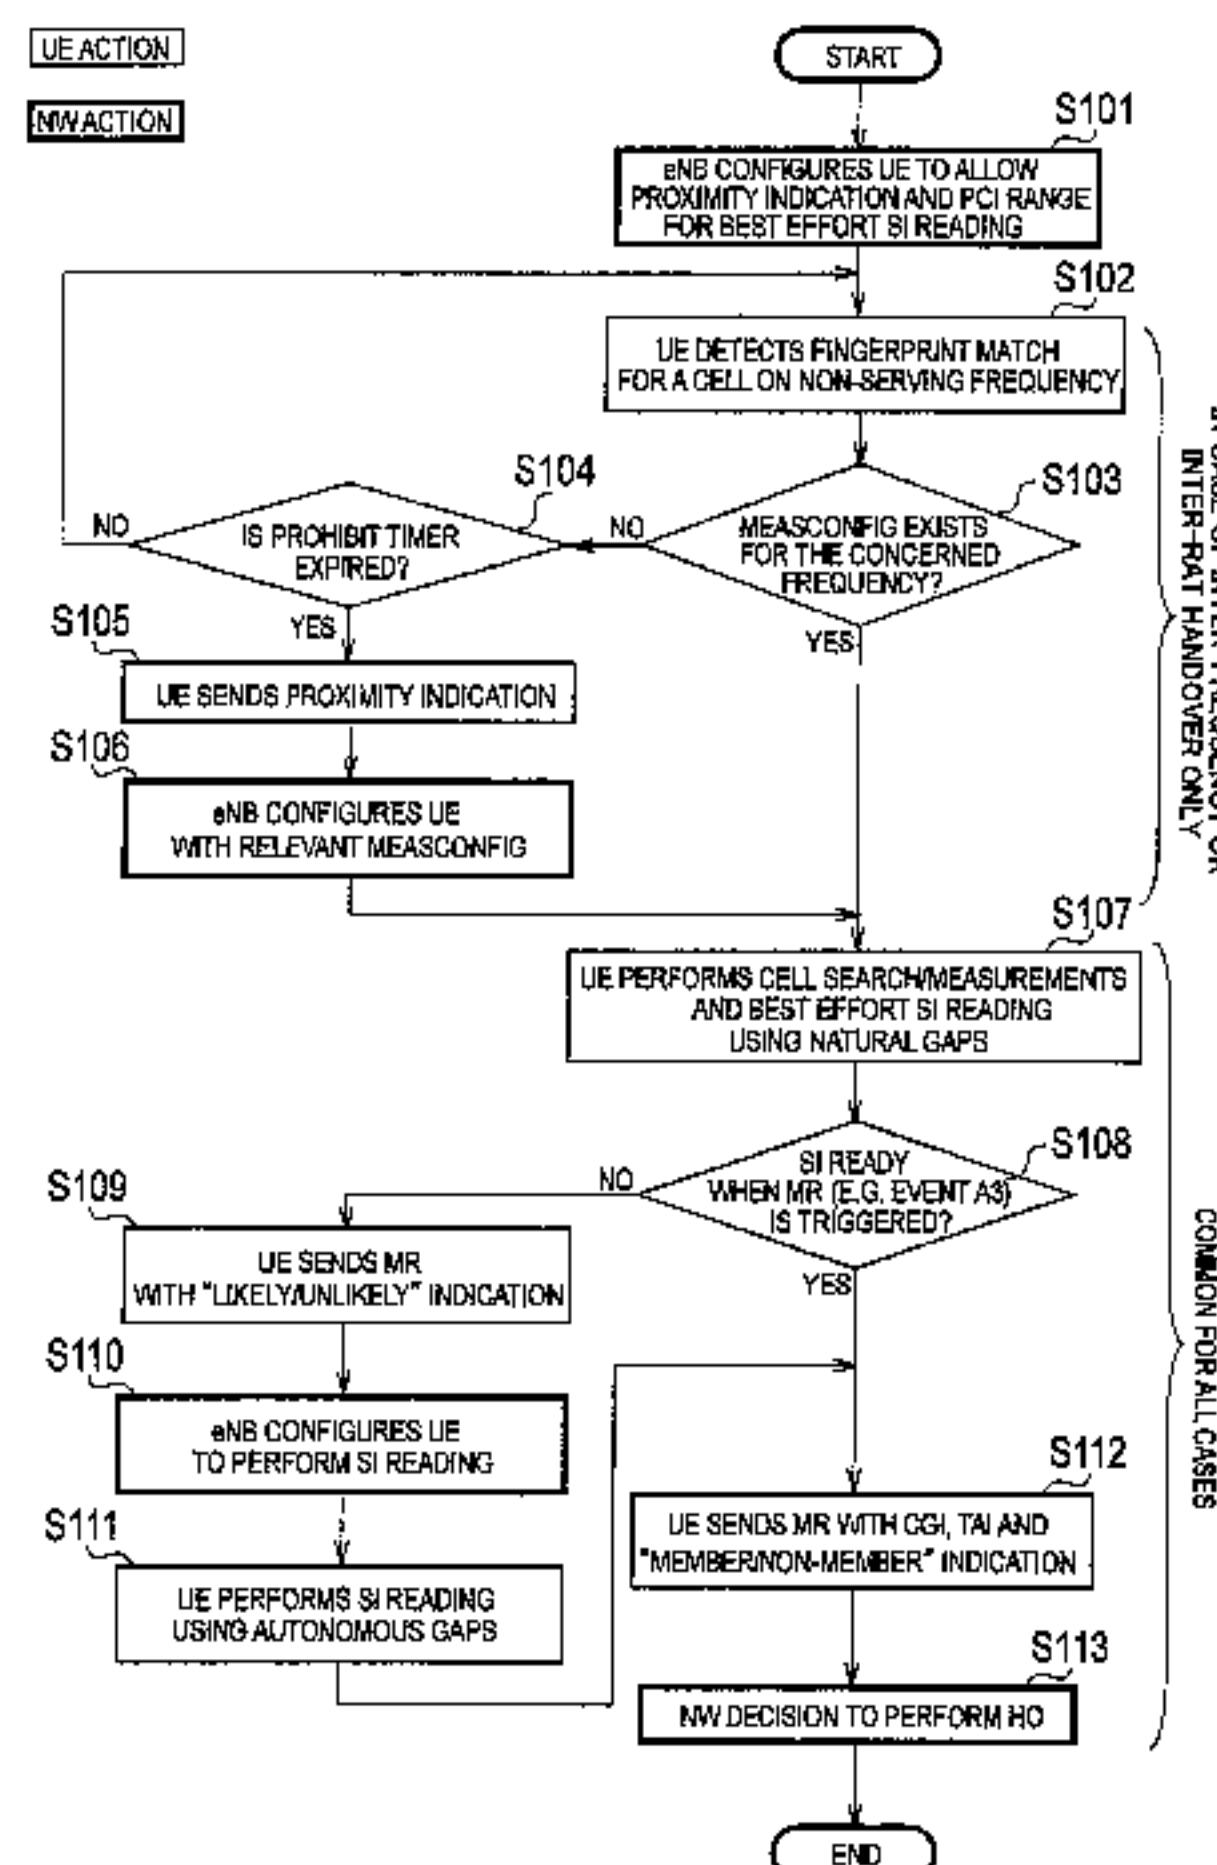 UE ACTION
NW ACTION
START
S101
eNB CONFIGURES UE TO ALLOW
PROXIMITY INDICATION AND PCI RANGE
FOR BEST EFFORT SI READING
S102
UE DETECTS FINGERPRINT MATCH
FOR A CELL ON NON-SERVING FREQUENCY
S103
MEASCONFIG EXISTS
FOR THE CONCERNED
FREQUENCY?
NO
YES
S104
IS PROHIBIT TIMER
EXPIRED?
NO
YES
S105
UE SENDS PROXIMITY INDICATION
S106
eNB CONFIGURES UE
WITH RELEVANT MEASCONFIG
INTER-RAT HANDOVER ONLY
S107
UE PERFORMS CELL SEARCH/MEASUREMENTS
AND BEST EFFORT SI READING
USING NATURAL GAPS
S108
SI READY
WHEN MR (E.G. EVENT A3)
IS TRIGGERED?
NO
YES
S109
UE SENDS MR
WITH "LIKELY/UNLIKELY" INDICATION
S110
eNB CONFIGURES UE
TO PERFORM SI READING
S111
UE PERFORMS SI READING
USING AUTONOMOUS GAPS
S112
UE SENDS MR WITH CGI, TAI AND
"MEMBER/NON-MEMBER" INDICATION
S113
NW DECISION TO PERFORM HO
COMMON FOR ALL CASES
END